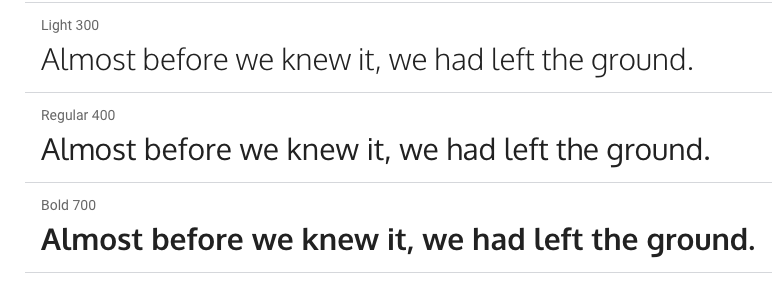 Light 300
Almost before we knew it, we had left the ground.
Regular 400
Almost before we knew it, we had left the ground.
Bold 700
Almost before we knew it, we had left the ground.